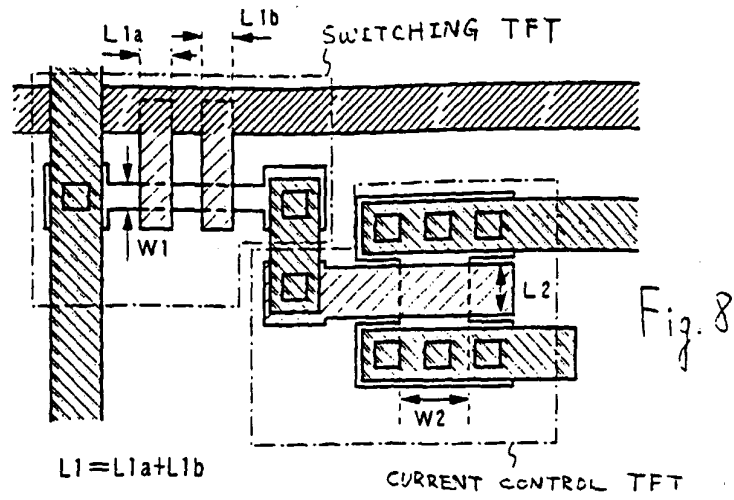 L1a
L1b
SWITCHING TFT
W1
L2
Fig. 8
W2
L1=L1a+L1b
CURRENT CONTROL TFT